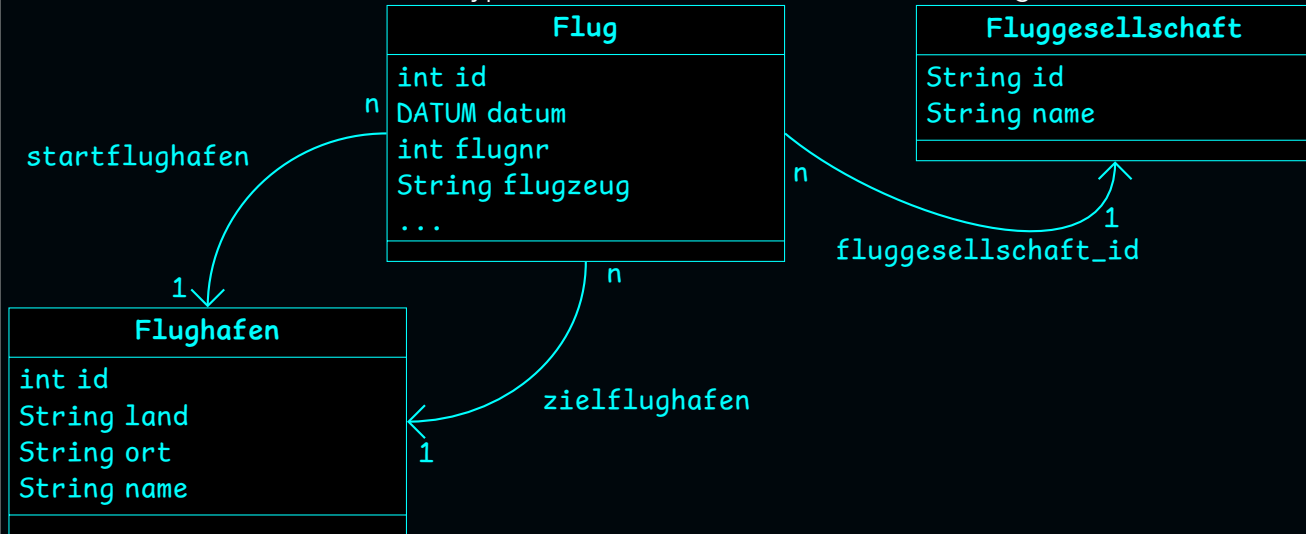 Flug
int id
DATUM datum
int flugnr
String flugzeug
...
Fluggesellschaft
String id
String name
n
startflughafen
1
n
1
fluggesellschaft_id
n
zielflughafen
1
Flughafen
int id
String land
String ort
String name